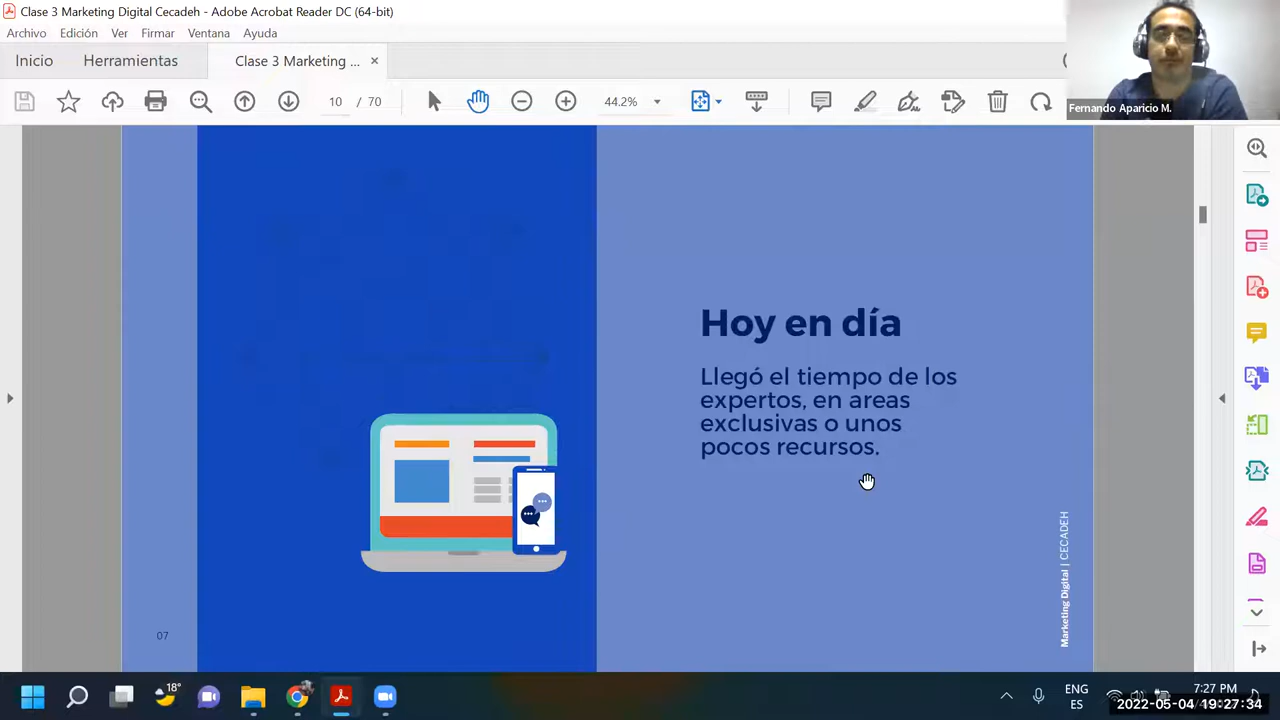 Clase 3 Marketing Digital Cecadeh - Adobe Acrobat Reader DC (64-bit)
Archivo Edición Ver Firmar Ventana Ayuda
Inicio Herramientas Clase 3 Marketing ... ×
10 / 70 44.2%
Fernando Aparicio M.
Hoy en día
Llegó el tiempo de los
expertos, en areas
exclusivas o unos
pocos recursos.
Marketing Digital | CECADEH
07
18°
ENG
ES
7:27 PM
2022-05-04 19:27:34